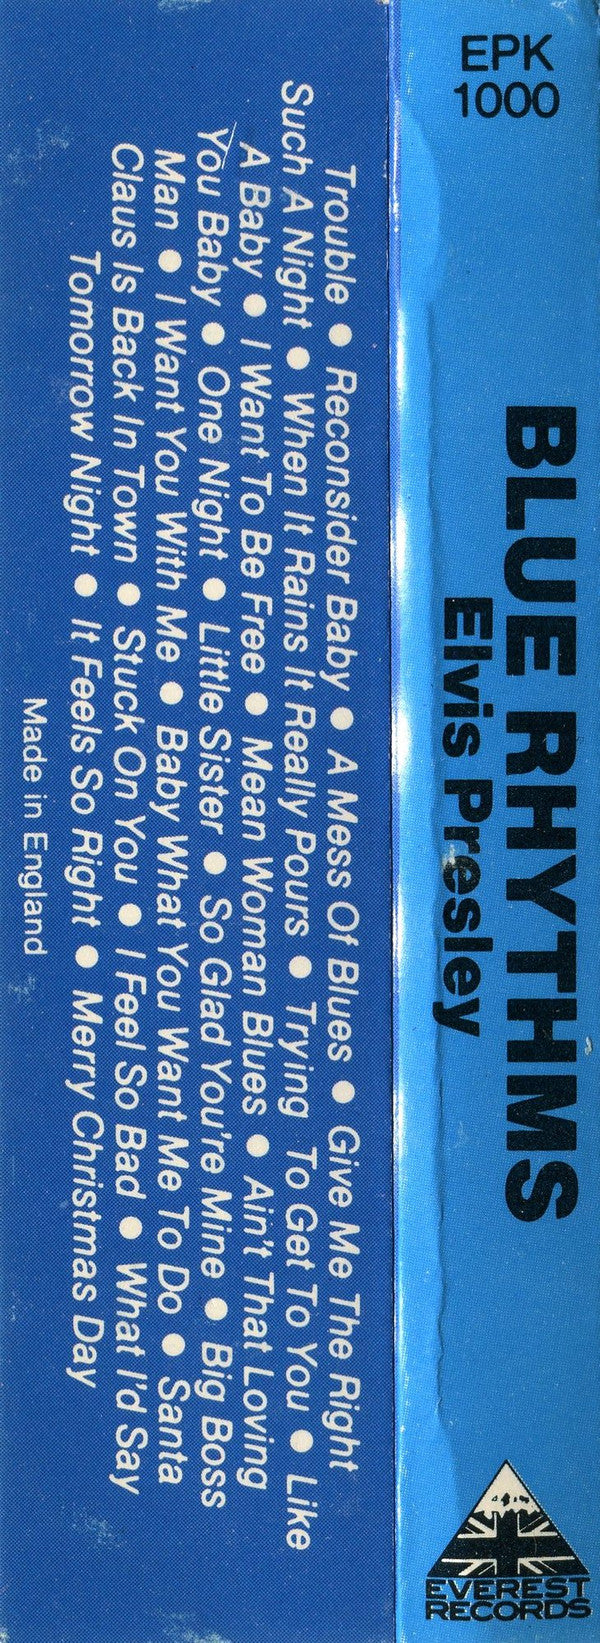 EPK
1000
BLUE RHYTHMS
Elvis Presley
EVEREST
RECORDS
Trouble ● Reconsider Baby ● A Mess Of Blues ● Give Me The Right
Such A Night ● When It Rains It Really Pours ● Trying To Get To You ● Like
A Baby ● I Want To Be Free ● Mean Woman Blues ● Ain't That Loving
You Baby ● One Night ● Little Sister ● So Glad You're Mine ● Big Boss
Man ● I Want You With Me ● Baby What You Want Me To Do ● Santa
Claus Is Back In Town ● Stuck On You ● I Feel So Bad ● What I'd Say
Tomorrow Night ● It Feels So Right ● Merry Christmas Day
Made in England